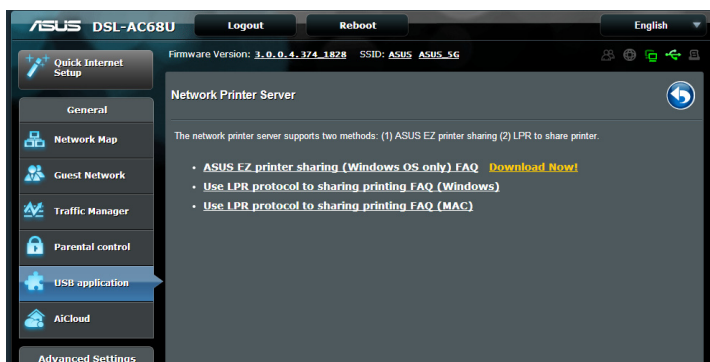 ASUS DSL-AC68U Logout Reboot English
Firmware Version: 3.0.0.4.374_1828 SSID: ASUS ASUS_5G
Quick Internet
Setup
General
Network Map
Guest Network
Traffic Manager
Parental control
USB application
AiCloud
Advanced Settings
Network Printer Server
The network printer server supports two methods: (1) ASUS EZ printer sharing (2) LPR to share printer.
ASUS EZ printer sharing (Windows OS only) FAQ Download Now!
Use LPR protocol to sharing printing FAQ (Windows)
Use LPR protocol to sharing printing FAQ (MAC)